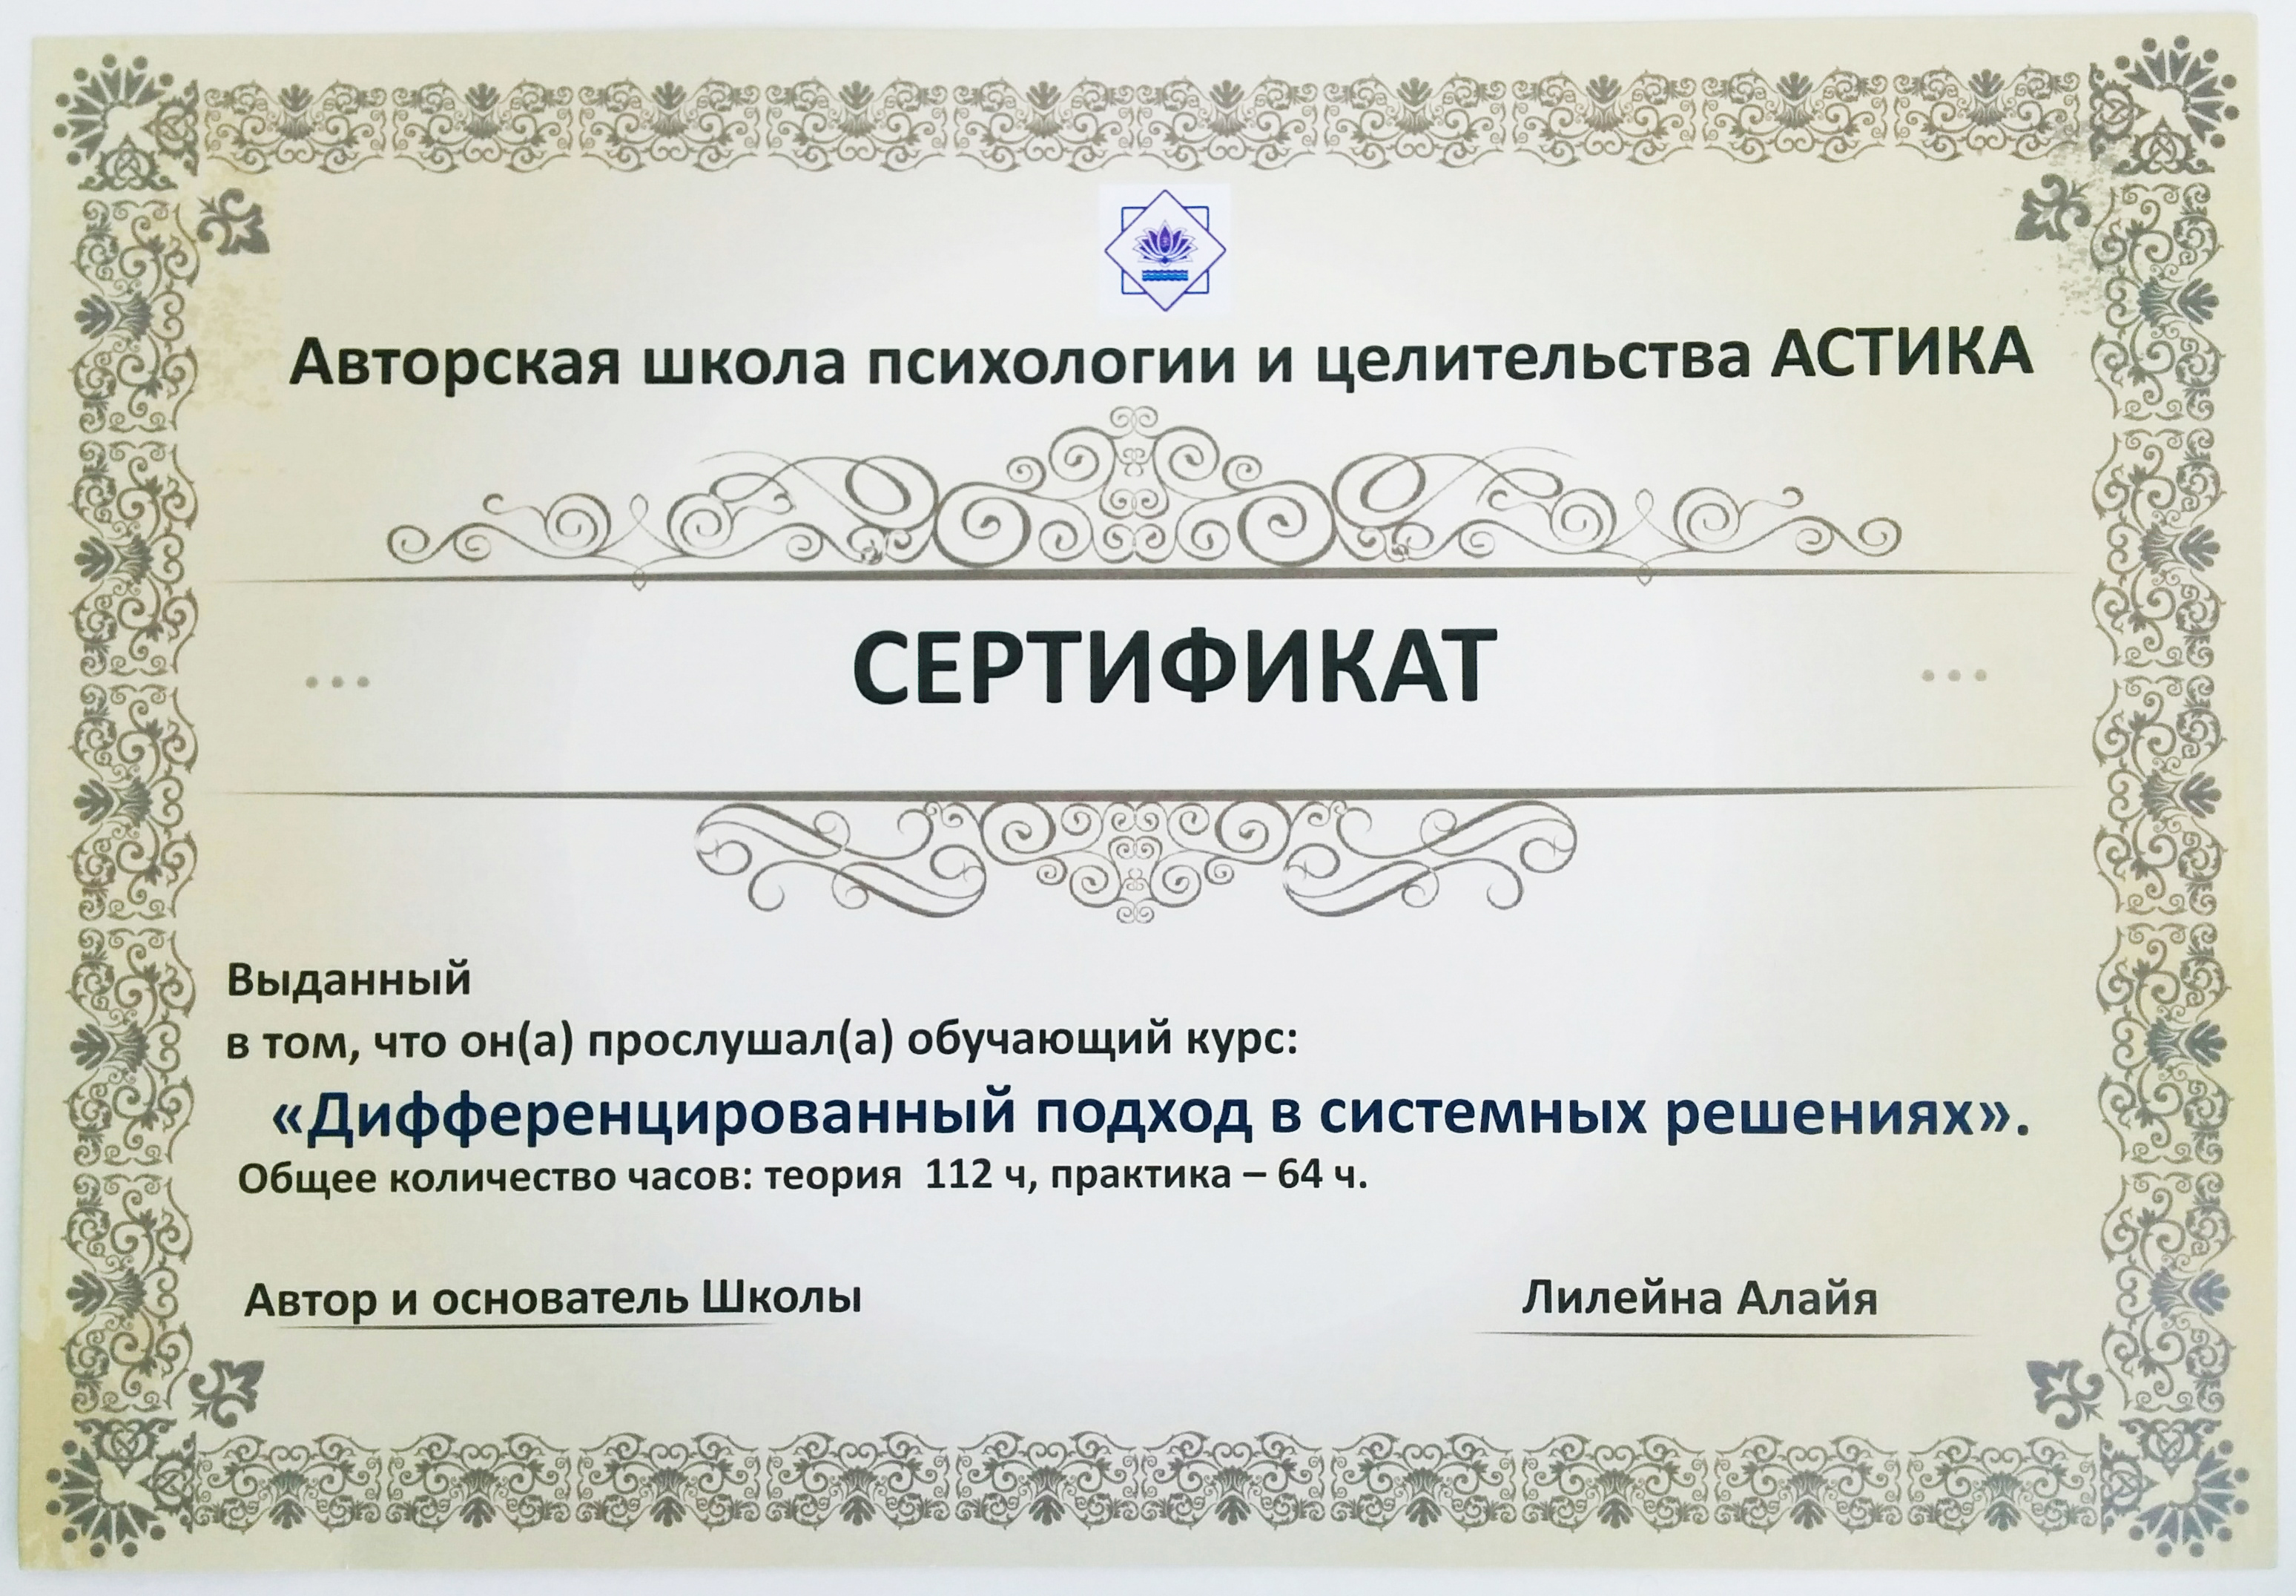 Авторская школа психологии и целительства АСТИКА
СЕРТИФИКАТ
Выданный
в том, что он(а) прослушал(а) обучающий курс:
«Дифференцированный подход в системных решениях».
Общее количество часов: теория  112 ч, практика – 64 ч.
Автор и основатель Школы
Лилейна Алайя